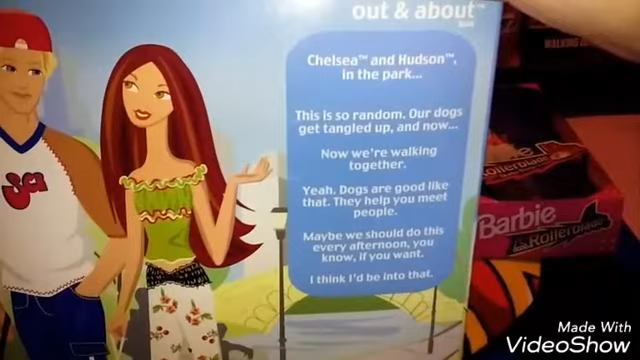 out & about™
Chelsea™ and Hudson™,
in the park...
This is so random. Our dogs
get tangled up, and now...
Now we're walking
together.
Yeah. Dogs are good like
that. They help you meet
people.
Maybe we should do this
every afternoon, you
know, if you want.
I think I'd be into that.
WALKING
Barbie
Rollerblade
Made With
VideoShow